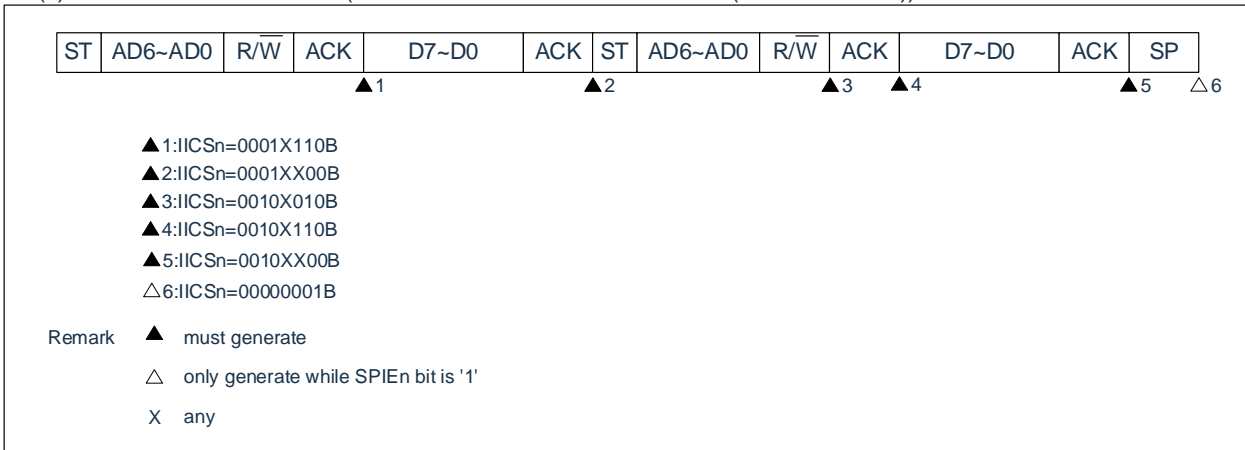 ST AD6~AD0 R/W̅ ACK D7~D0 ACK ST AD6~AD0 R/W̅ ACK D7~D0 ACK SP
▲1 ▲2 ▲3 ▲4 ▲5 △6
▲1:IICSn=0001X110B
▲2:IICSn=0001XX00B
▲3:IICSn=0010X010B
▲4:IICSn=0010X110B
▲5:IICSn=0010XX00B
△6:IICSn=00000001B
Remark ▲ must generate
△ only generate while SPIEn bit is '1'
X any